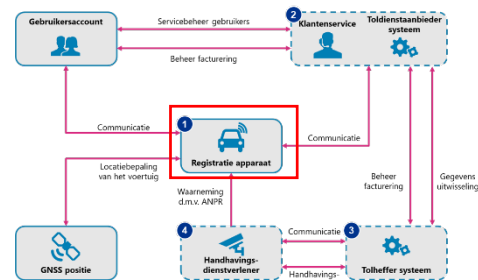 Gebruikersaccount
Servicebeheer gebruikers
Beheer facturering
2
Klantenservice
Toldienstaanbieder
systeem
Communicatie
1
Registratie apparaat
Communicatie
Locatiebepaling
van het voertuig
Waarneming
d.m.v. ANPR
Beheer
facturering
Gegevens
uitwisseling
GNSS positie
4
Handhavings-
dienstverlener
Communicatie
Handhavings-
3
Tolheffer systeem